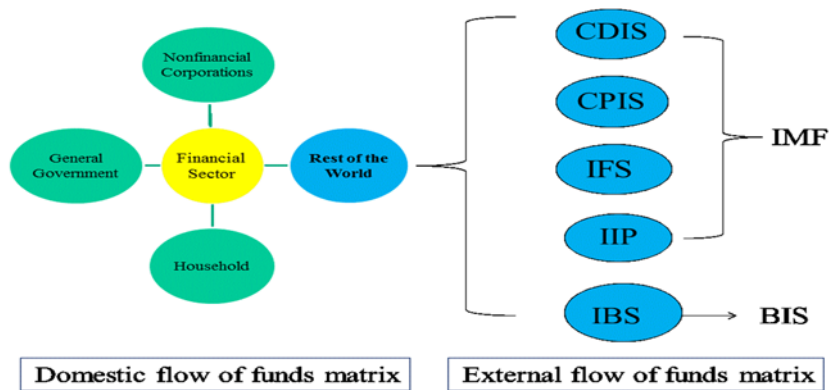 Nonfinancial
Corporations
General
Government
Financial
Sector
Rest of the
World
Household
CDIS
CPIS
IFS
IIP
IBS
IMF
BIS
Domestic flow of funds matrix
External flow of funds matrix